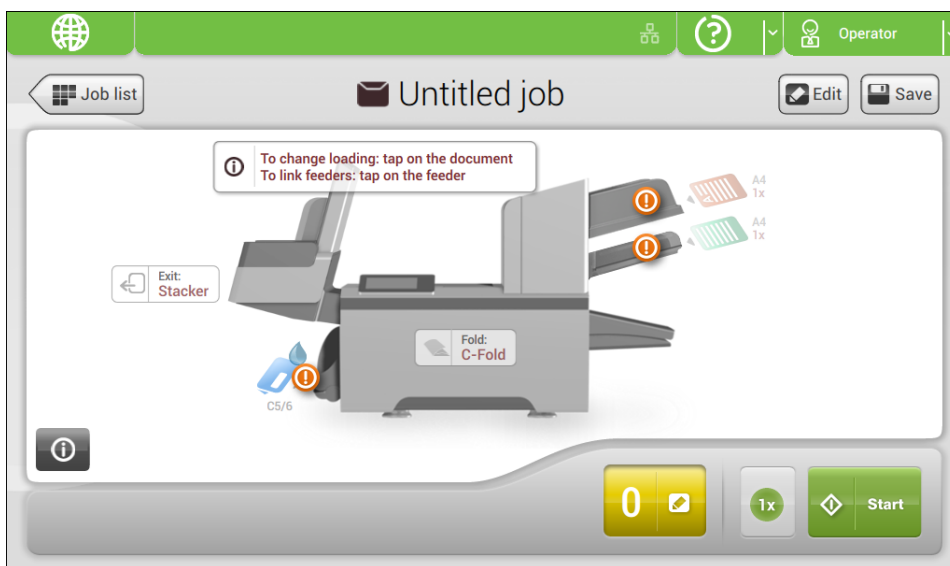 Operator
Job list
Untitled job
Edit
Save
To change loading: tap on the document
To link feeders: tap on the feeder
A4
1x
A4
1x
Exit:
Stacker
Fold:
C-Fold
C5/6
0
1x
Start